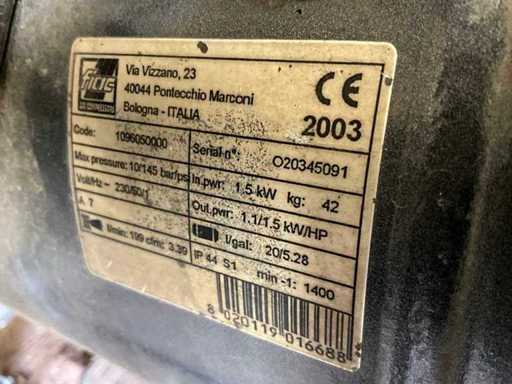 FIAC
Via Vizzano, 23
40044 Pontecchio Marconi
Bologna - ITALIA
CE
2003
Code: 1096050000
Serial n°: O20345091
Max pressure: 10/145 bar/psi
In.pwr: 1.5 kW kg: 42
Volt/Hz ~ 230/50/1
Out.pwr: 1.1/1.5 kW/HP
A 7
l/gal: 20/5.28
l/min: 199 cfm: 3.39
IP 44 S1 min -1: 1400
8 020119 016688